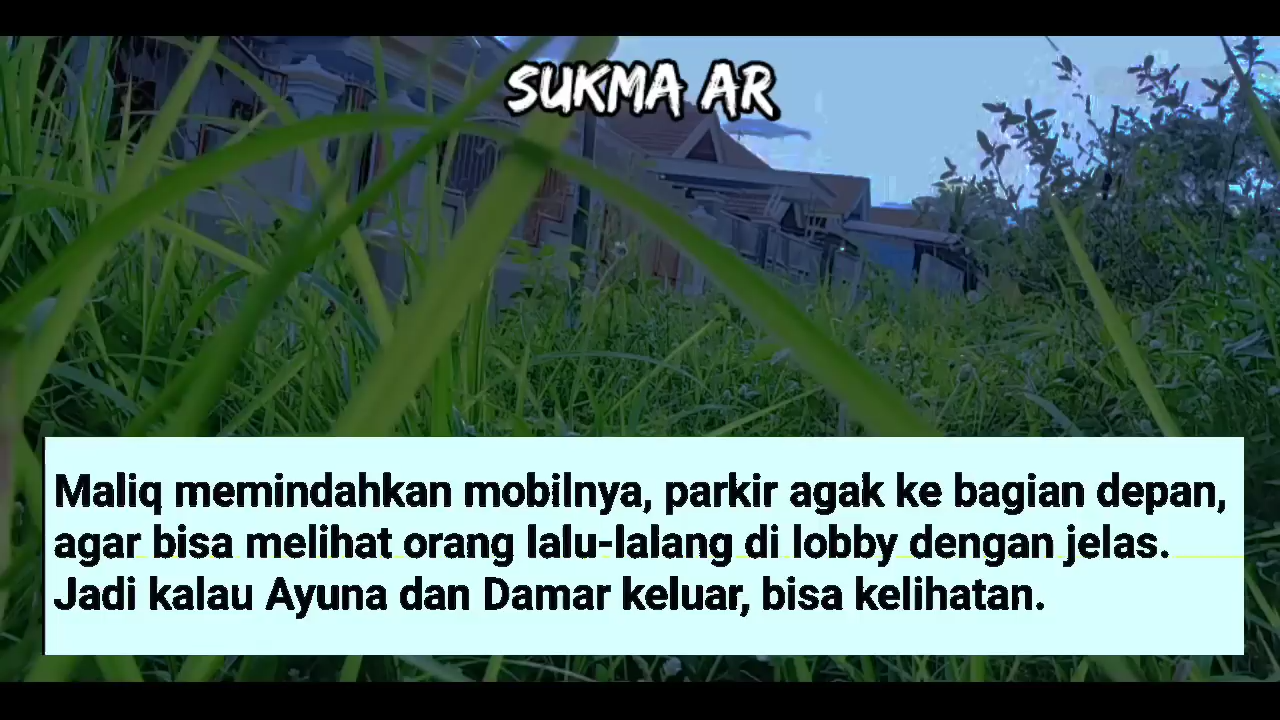 SUKMA AR
Maliq memindahkan mobilnya, parkir agak ke bagian depan,
agar bisa melihat orang lalu-lalang di lobby dengan jelas.
Jadi kalau Ayuna dan Damar keluar, bisa kelihatan.